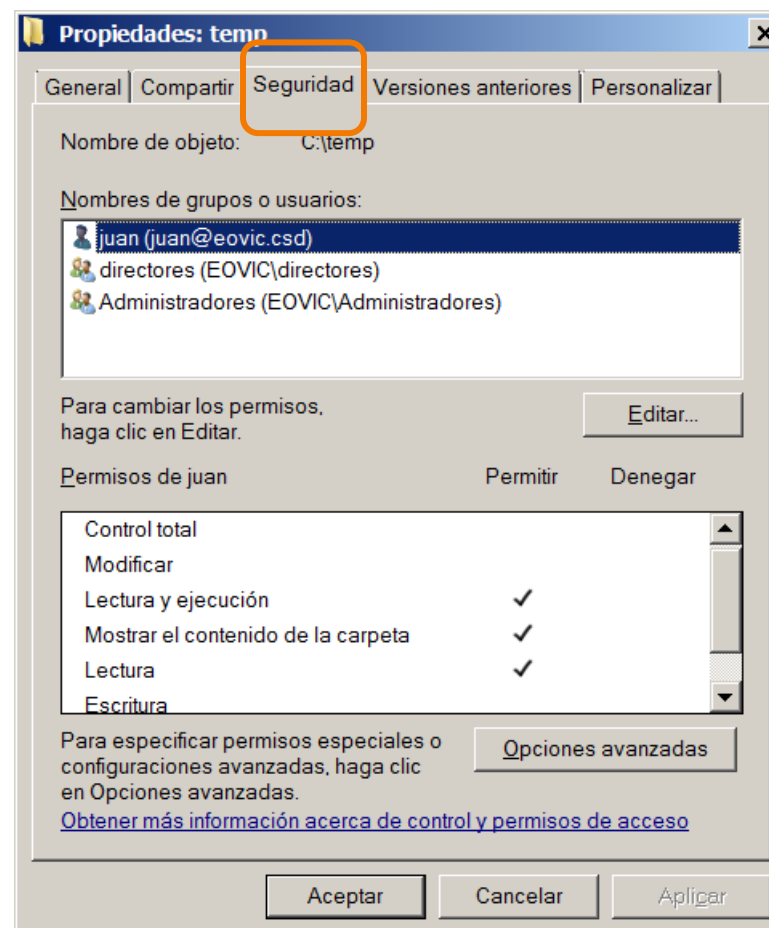 Propiedades: temp
General Compartir Seguridad Versiones anteriores Personalizar
Nombre de objeto: C:\temp
Nombres de grupos o usuarios:
juan (juan@eovic.csd)
directores (EOVIC\directores)
Administradores (EOVIC\Administradores)
Para cambiar los permisos,
haga clic en Editar.
Editar...
Permisos de juan Permitir Denegar
Control total
Modificar
Lectura y ejecución
Mostrar el contenido de la carpeta
Lectura
Escritura
Para especificar permisos especiales o
configuraciones avanzadas, haga clic
en Opciones avanzadas.
Opciones avanzadas
Obtener más información acerca de control y permisos de acceso
Aceptar Cancelar Aplicar